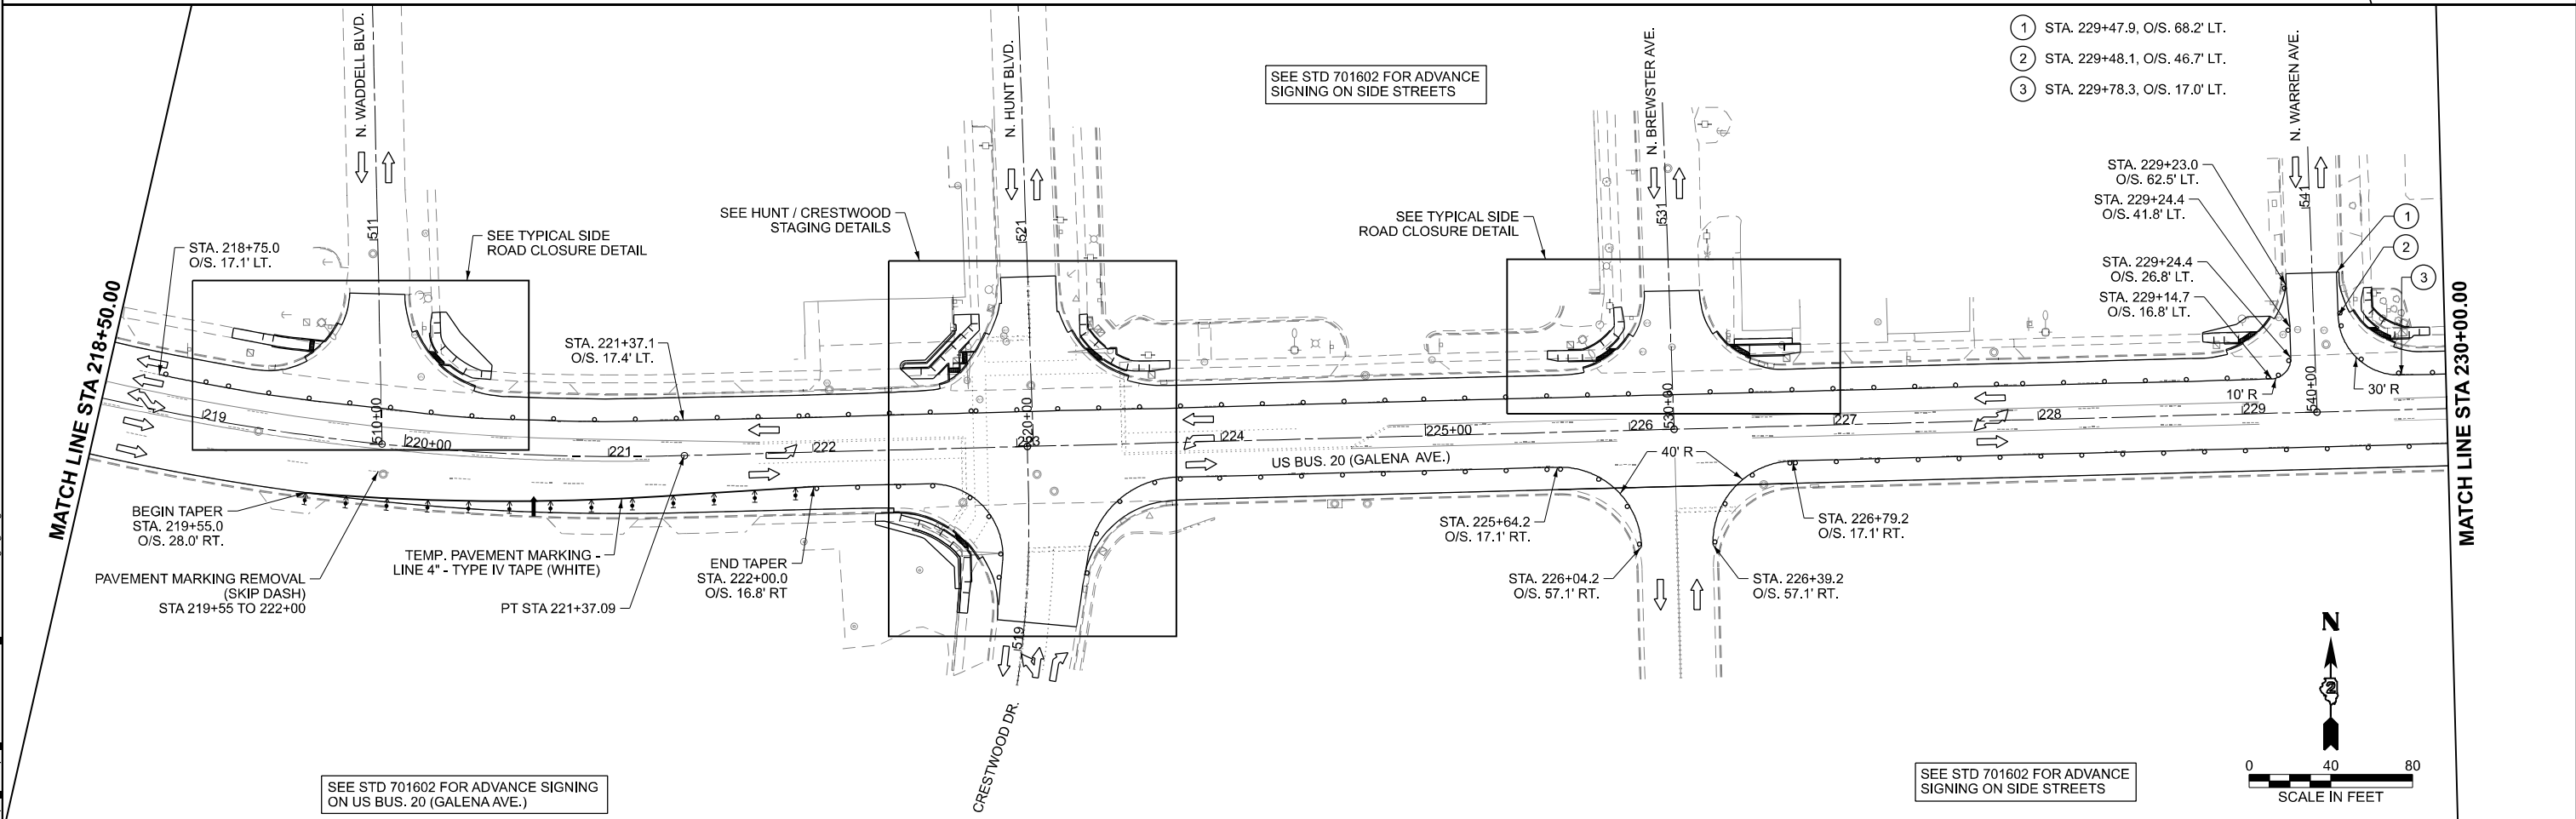 N. WADDELL BLVD.
N. HUNT BLVD.
N. BREWSTER AVE.
N. WARREN AVE.
1 STA. 229+47.9, O/S. 68.2' LT.
2 STA. 229+48.1, O/S. 46.7' LT.
3 STA. 229+78.3, O/S. 17.0' LT.
SEE STD 701602 FOR ADVANCE
SIGNING ON SIDE STREETS
STA. 218+75.0
O/S. 17.1' LT.
SEE TYPICAL SIDE
ROAD CLOSURE DETAIL
SEE HUNT / CRESTWOOD
STAGING DETAILS
SEE TYPICAL SIDE
ROAD CLOSURE DETAIL
STA. 229+23.0
O/S. 62.5' LT.
STA. 229+24.4
O/S. 41.8' LT.
STA. 229+24.4
O/S. 26.8' LT.
STA. 229+14.7
O/S. 16.8' LT.
1
2
3
511
521
531
541
STA. 221+37.1
O/S. 17.4' LT.
MATCH LINE STA 218+50.00
MATCH LINE STA 230+00.00
10' R
30' R
219
510+00
220+00
221
222
520+00
223
224
225+00
226
530+00
227
228
229
540+00
US BUS. 20 (GALENA AVE.)
40' R
BEGIN TAPER
STA. 219+55.0
O/S. 28.0' RT.
PAVEMENT MARKING REMOVAL
(SKIP DASH)
STA 219+55 TO 222+00
TEMP. PAVEMENT MARKING -
LINE 4" - TYPE IV TAPE (WHITE)
PT STA 221+37.09
END TAPER
STA. 222+00.0
O/S. 16.8' RT
STA. 225+64.2
O/S. 17.1' RT.
STA. 226+04.2
O/S. 57.1' RT.
STA. 226+79.2
O/S. 17.1' RT.
STA. 226+39.2
O/S. 57.1' RT.
519
CRESTWOOD DR.
SEE STD 701602 FOR ADVANCE SIGNING
ON US BUS. 20 (GALENA AVE.)
SEE STD 701602 FOR ADVANCE
SIGNING ON SIDE STREETS
N
2
0 40 80
SCALE IN FEET